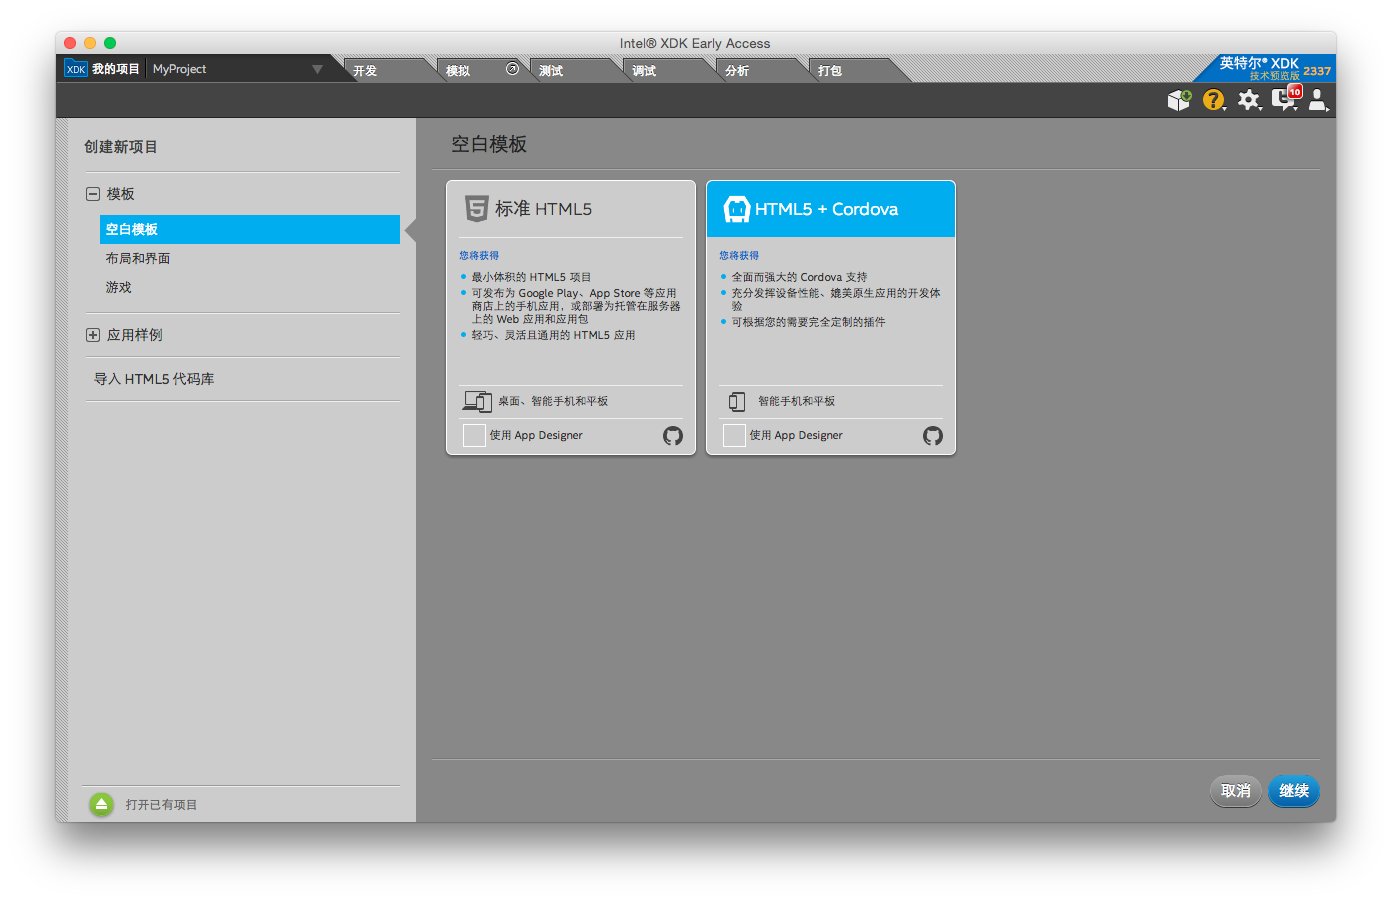 Intel® XDK Early Access
XDK 我的项目 MyProject 开发 模拟 测试 调试 分析 打包 英特尔® XDK
技术预览版 2337
? 10
创建新项目
模板
空白模板
布局和界面
游戏
应用样例
导入 HTML5 代码库
打开已有项目
空白模板
5 标准 HTML5
您将获得
最小体积的 HTML5 项目
可发布为 Google Play、App Store 等应用
商店上的手机应用，或部署为托管在服务器
上的 Web 应用和应用包
轻巧、灵活且通用的 HTML5 应用
桌面、智能手机和平板
使用 App Designer
HTML5 + Cordova
您将获得
全面而强大的 Cordova 支持
充分发挥设备性能、媲美原生应用的开发体
验
可根据您的需要完全定制的插件
智能手机和平板
使用 App Designer
取消 继续